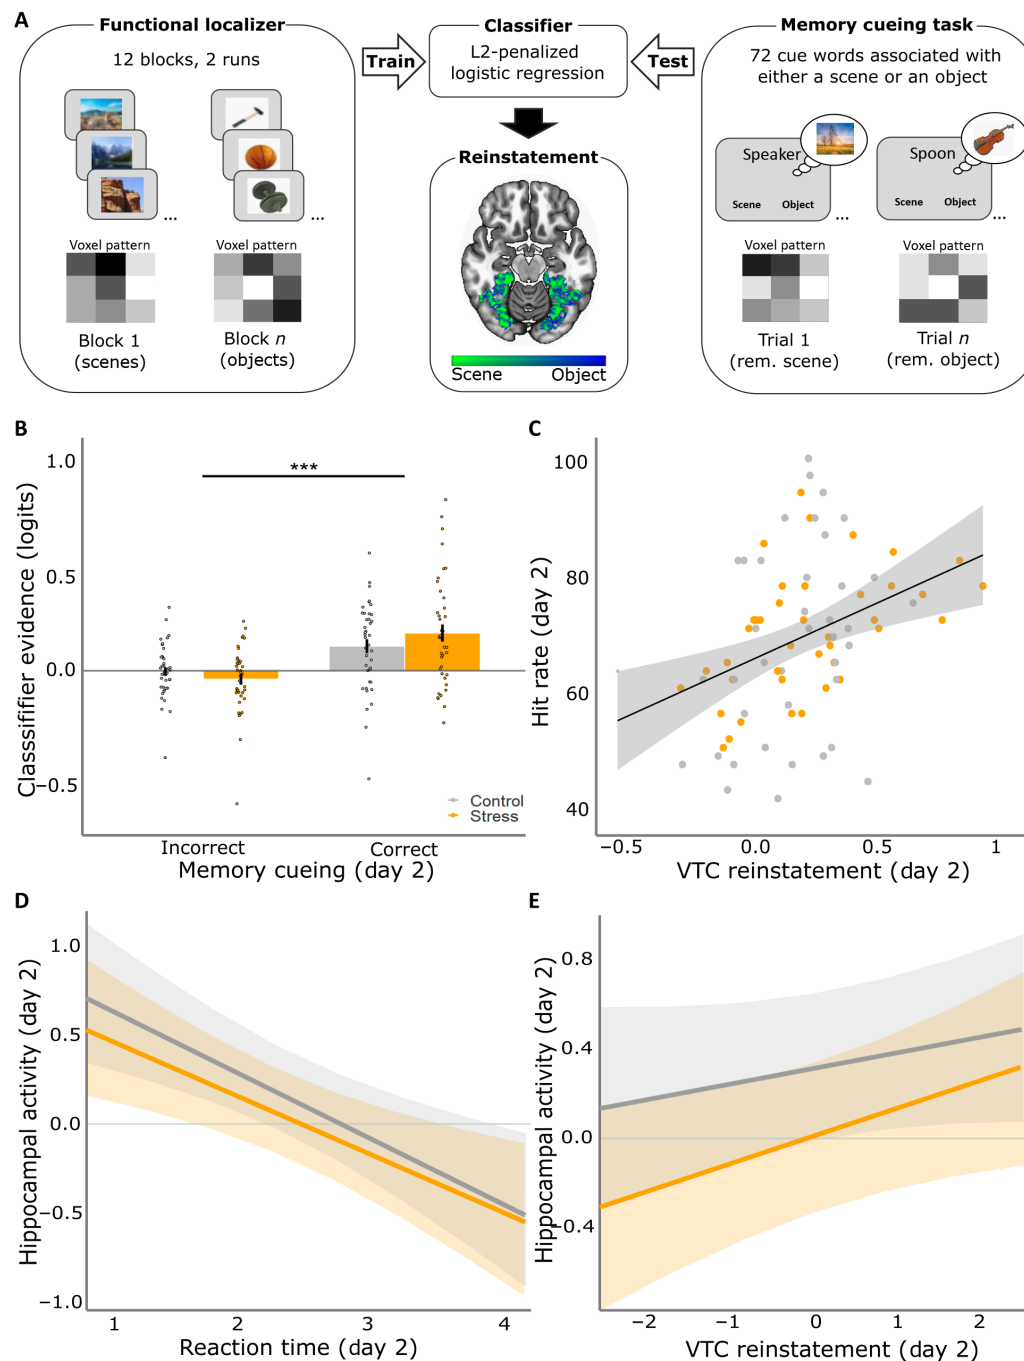 A
Functional localizer
12 blocks, 2 runs
Voxel pattern
Block 1
(scenes)
...
Voxel pattern
Block n
(objects)
...
Train
Classifier
L2-penalized
logistic regression
Test
Reinstatement
Scene
Object
Memory cueing task
72 cue words associated with
either a scene or an object
Speaker
Scene Object
...
Spoon
Scene Object
...
Voxel pattern
Trial 1
(rem. scene)
Voxel pattern
Trial n
(rem. object)
B
Classsififier evidence (logits)
1.0
0.5
0.0
−0.5
***
Control
Stress
Incorrect
Correct
Memory cueing (day 2)
C
Hit rate (day 2)
100
80
60
40
−0.5 0.0 0.5 1
VTC reinstatement (day 2)
D
Hippocampal activity (day 2)
1.0
0.5
0.0
−0.5
−1.0
1 2 3 4
Reaction time (day 2)
E
Hippocampal activity (day 2)
0.8
0.4
0.0
−0.4
−2 −1 0 1 2
VTC reinstatement (day 2)